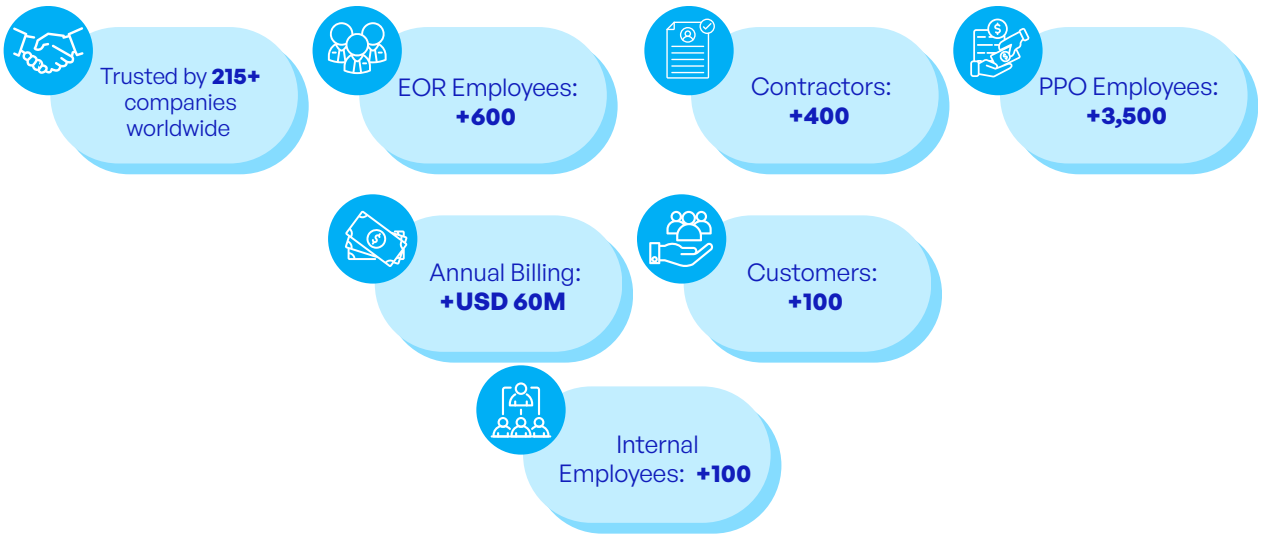 Trusted by 215+
companies
worldwide
EOR Employees:
+600
Contractors:
+400
PPO Employees:
+3,500
Annual Billing:
+USD 60M
Customers:
+100
Internal
Employees: +100